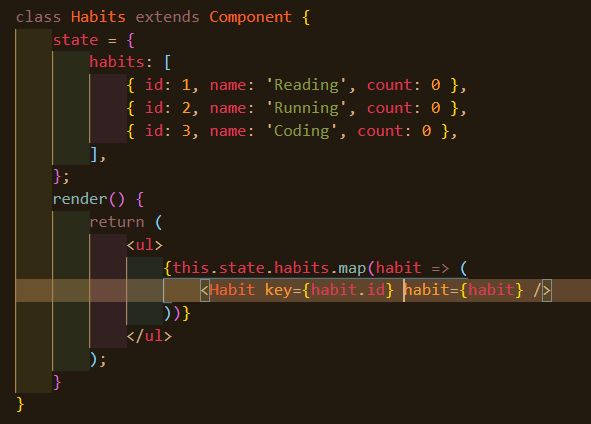 class Habits extends Component {
    state = {
        habits: [
            { id: 1, name: 'Reading', count: 0 },
            { id: 2, name: 'Running', count: 0 },
            { id: 3, name: 'Coding', count: 0 },
        ],
    };
    render() {
        return (
            <ul>
                {this.state.habits.map(habit => (
                    <Habit key={habit.id} habit={habit} />
                ))}
            </ul>
        );
    }
}